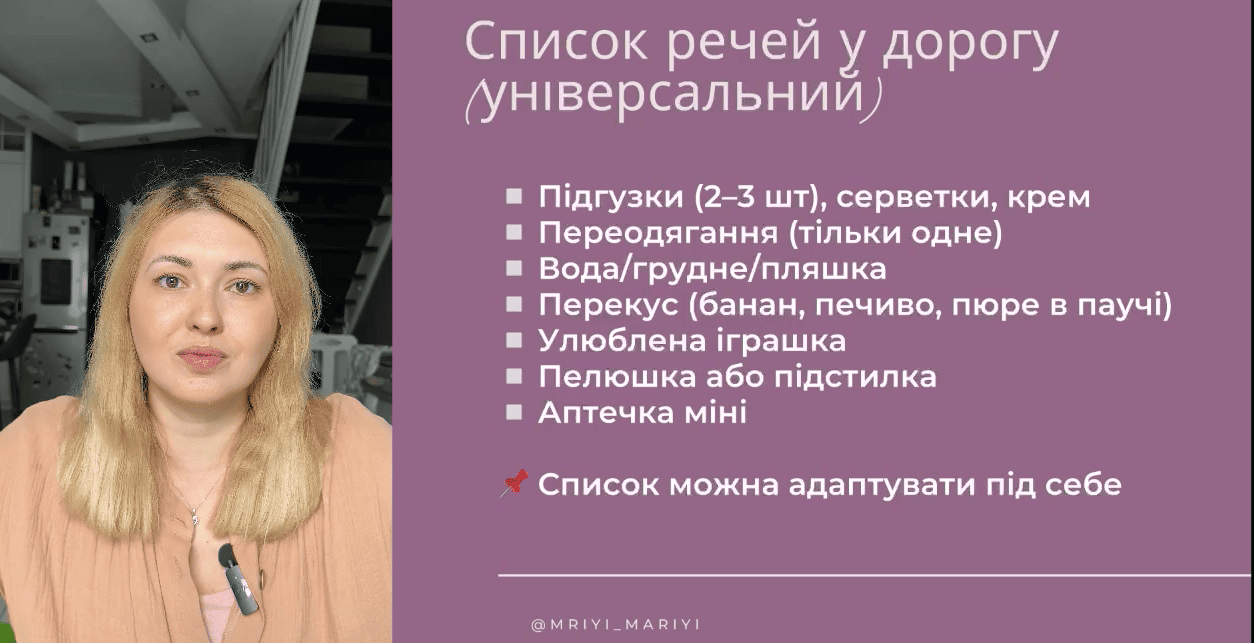 Список речей у дорогу
(універсальний)
Підгузки (2–3 шт), серветки, крем
Переодягання (тільки одне)
Вода/грудне/пляшка
Перекус (банан, печиво, пюре в паучі)
Улюблена іграшка
Пелюшка або підстилка
Аптечка міні
📌 Список можна адаптувати під себе
@MRIYI_MARIYI